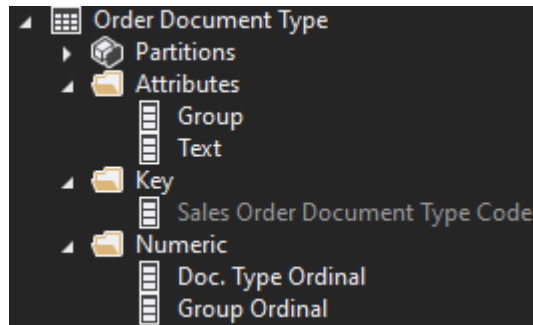 Order Document Type
Partitions
Attributes
Group
Text
Key
Sales Order Document Type Code
Numeric
Doc. Type Ordinal
Group Ordinal